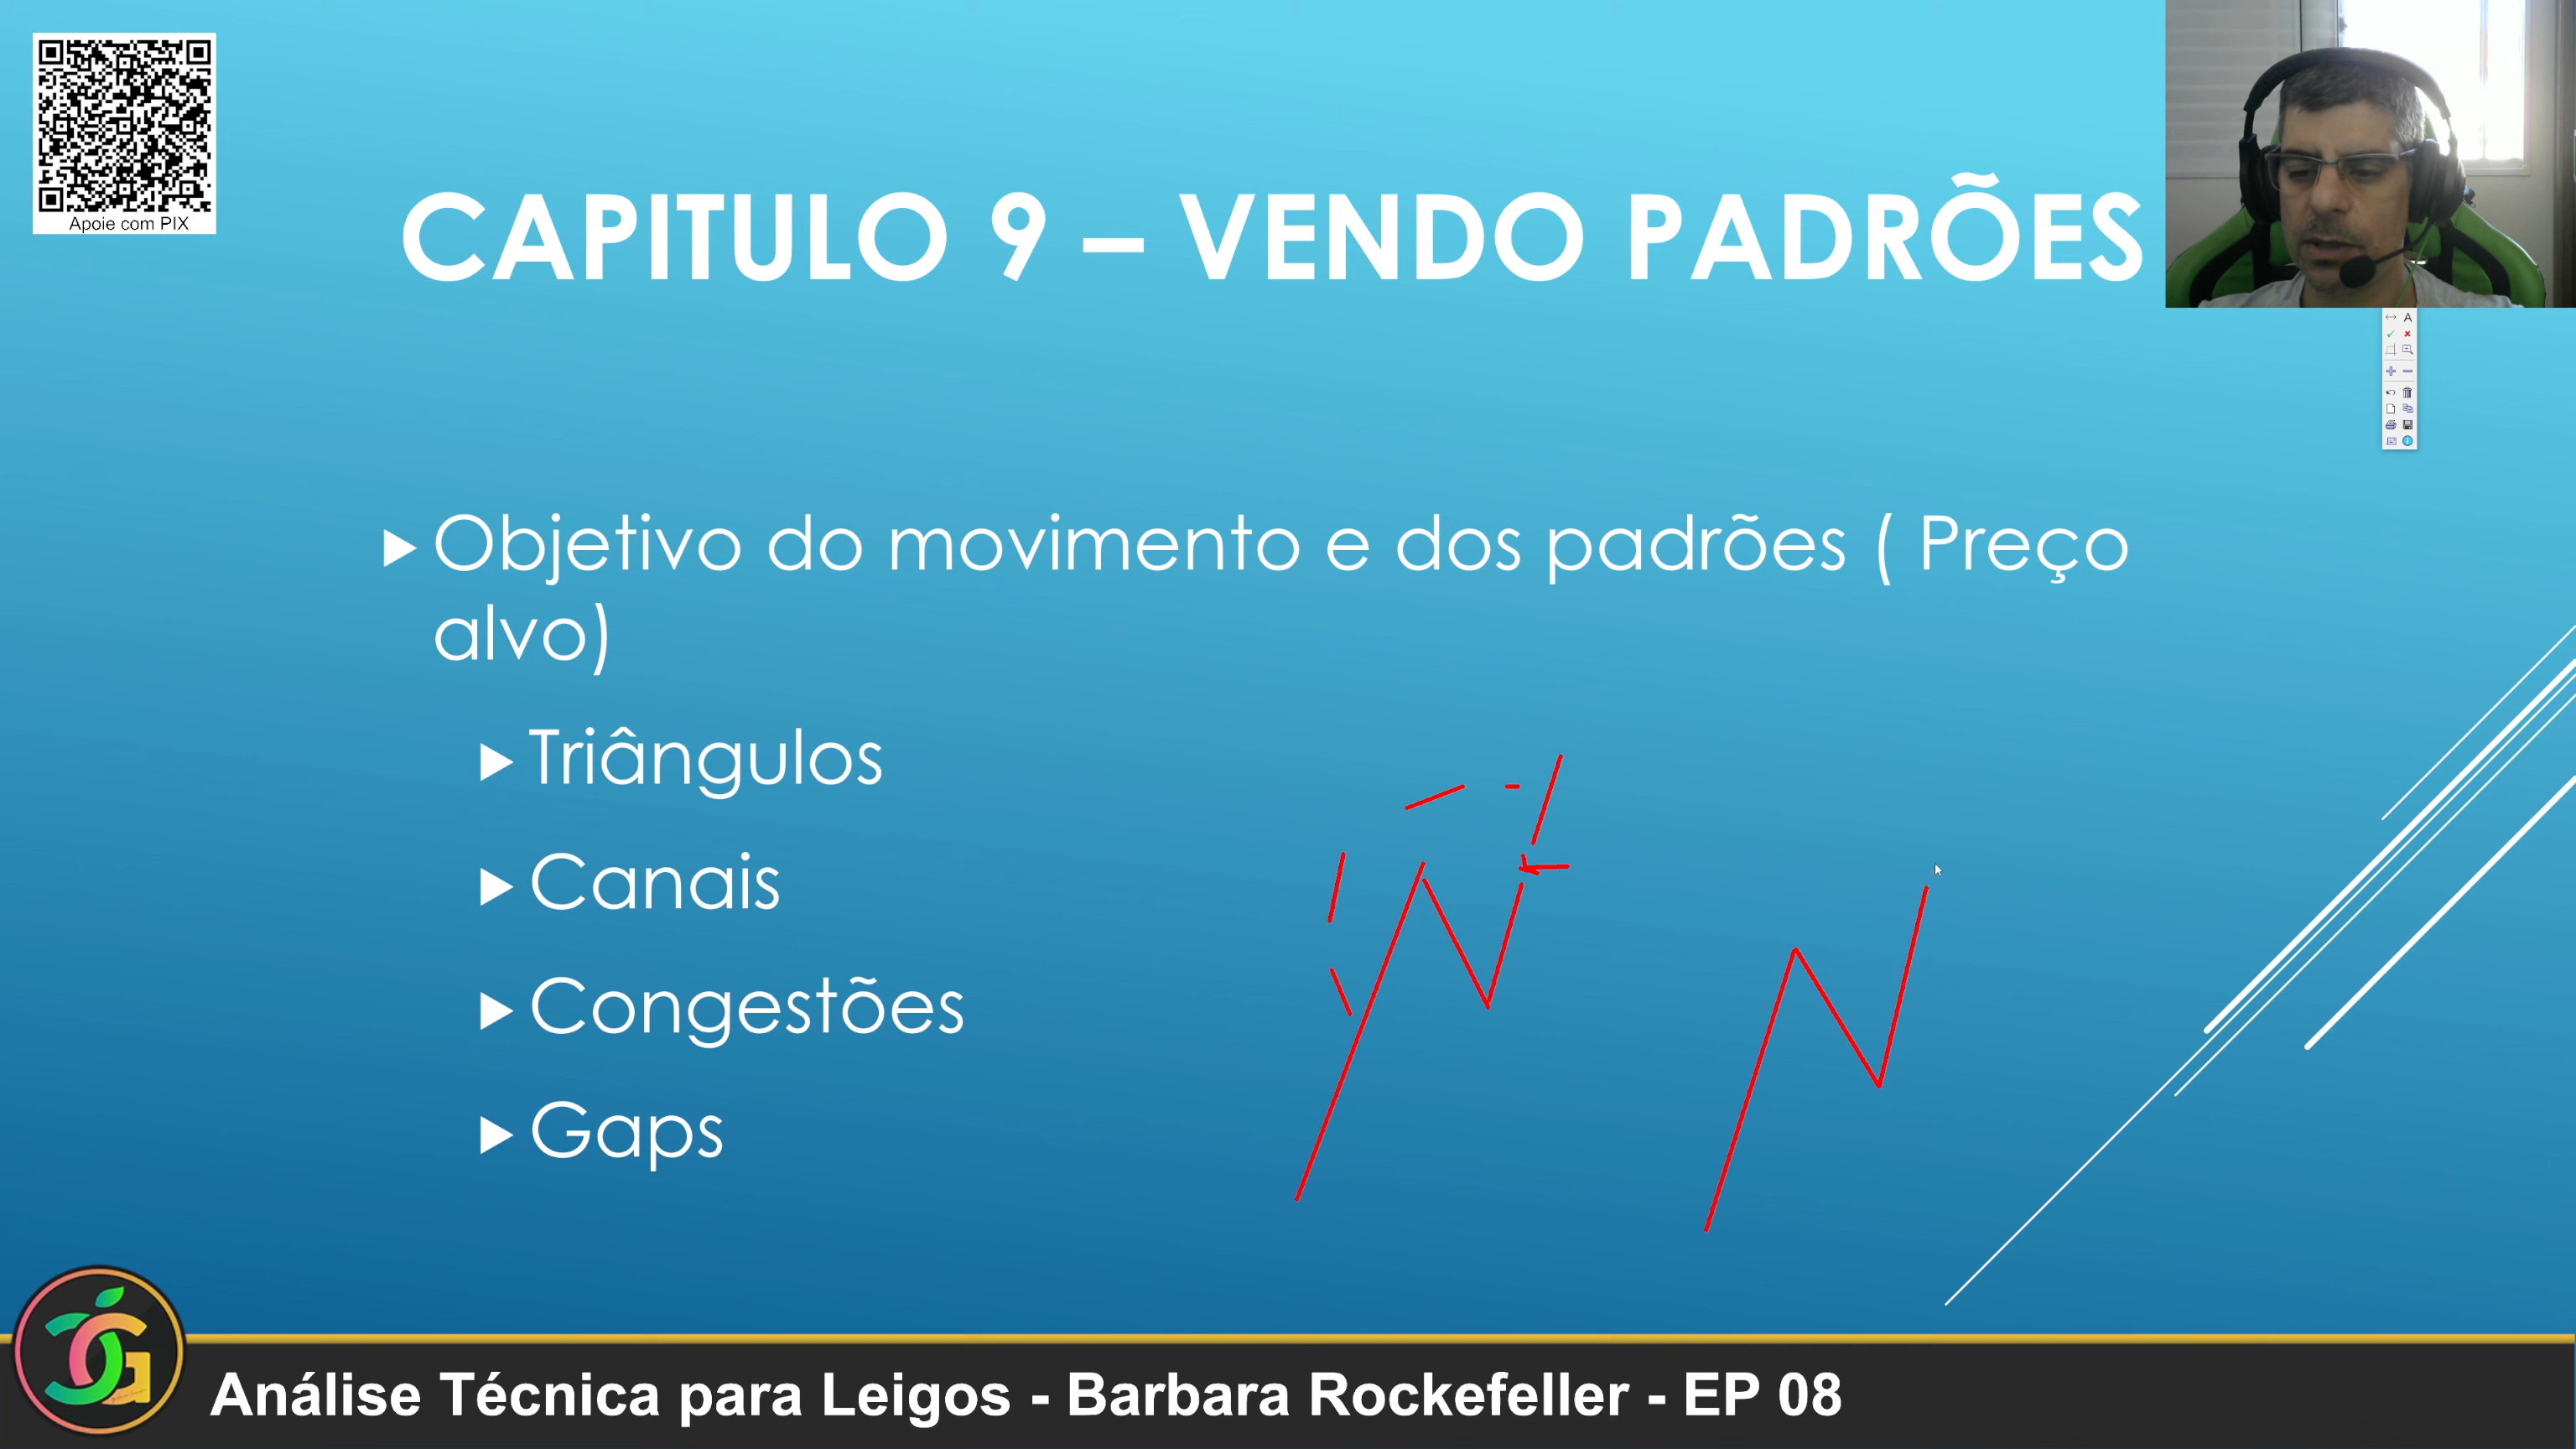 Apoie com PIX
CAPITULO 9 – VENDO PADRÕES
Objetivo do movimento e dos padrões ( Preço
alvo)
Triângulos
Canais
Congestões
Gaps
Análise Técnica para Leigos - Barbara Rockefeller - EP 08